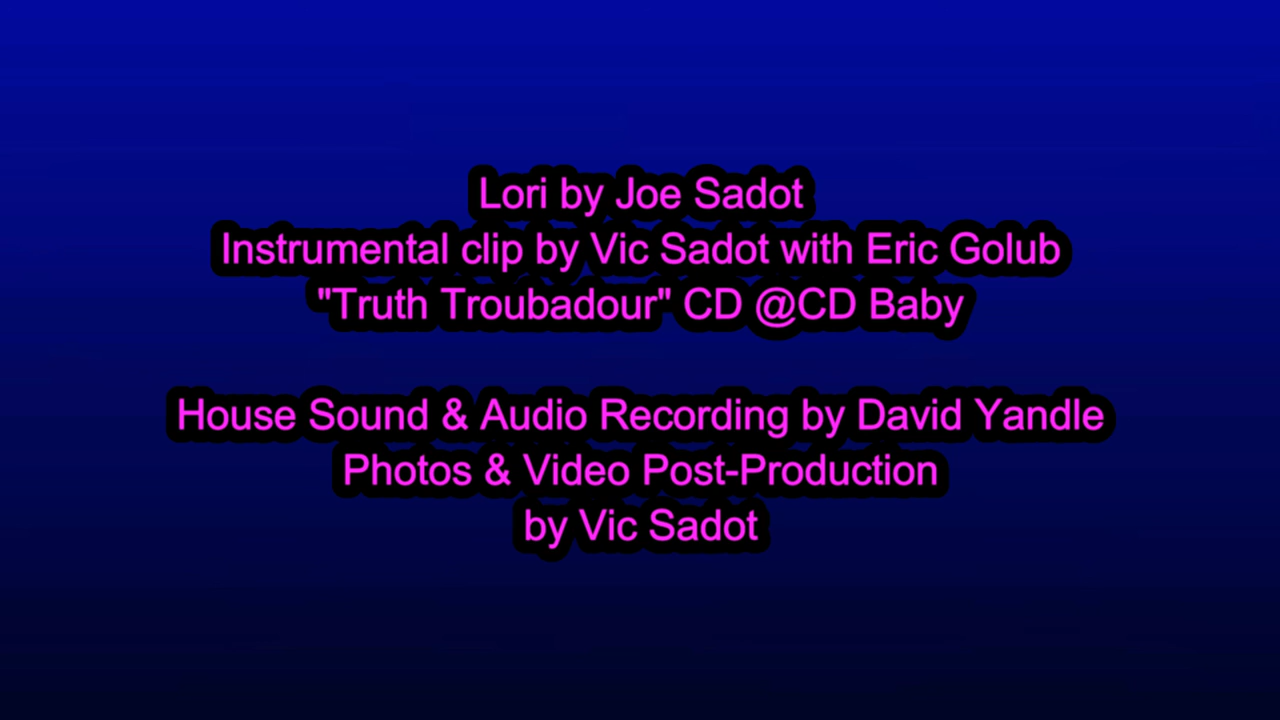 Lori by Joe Sadot
Instrumental clip by Vic Sadot with Eric Golub
"Truth Troubadour" CD @CD Baby
House Sound & Audio Recording by David Yandle
Photos & Video Post-Production
by Vic Sadot